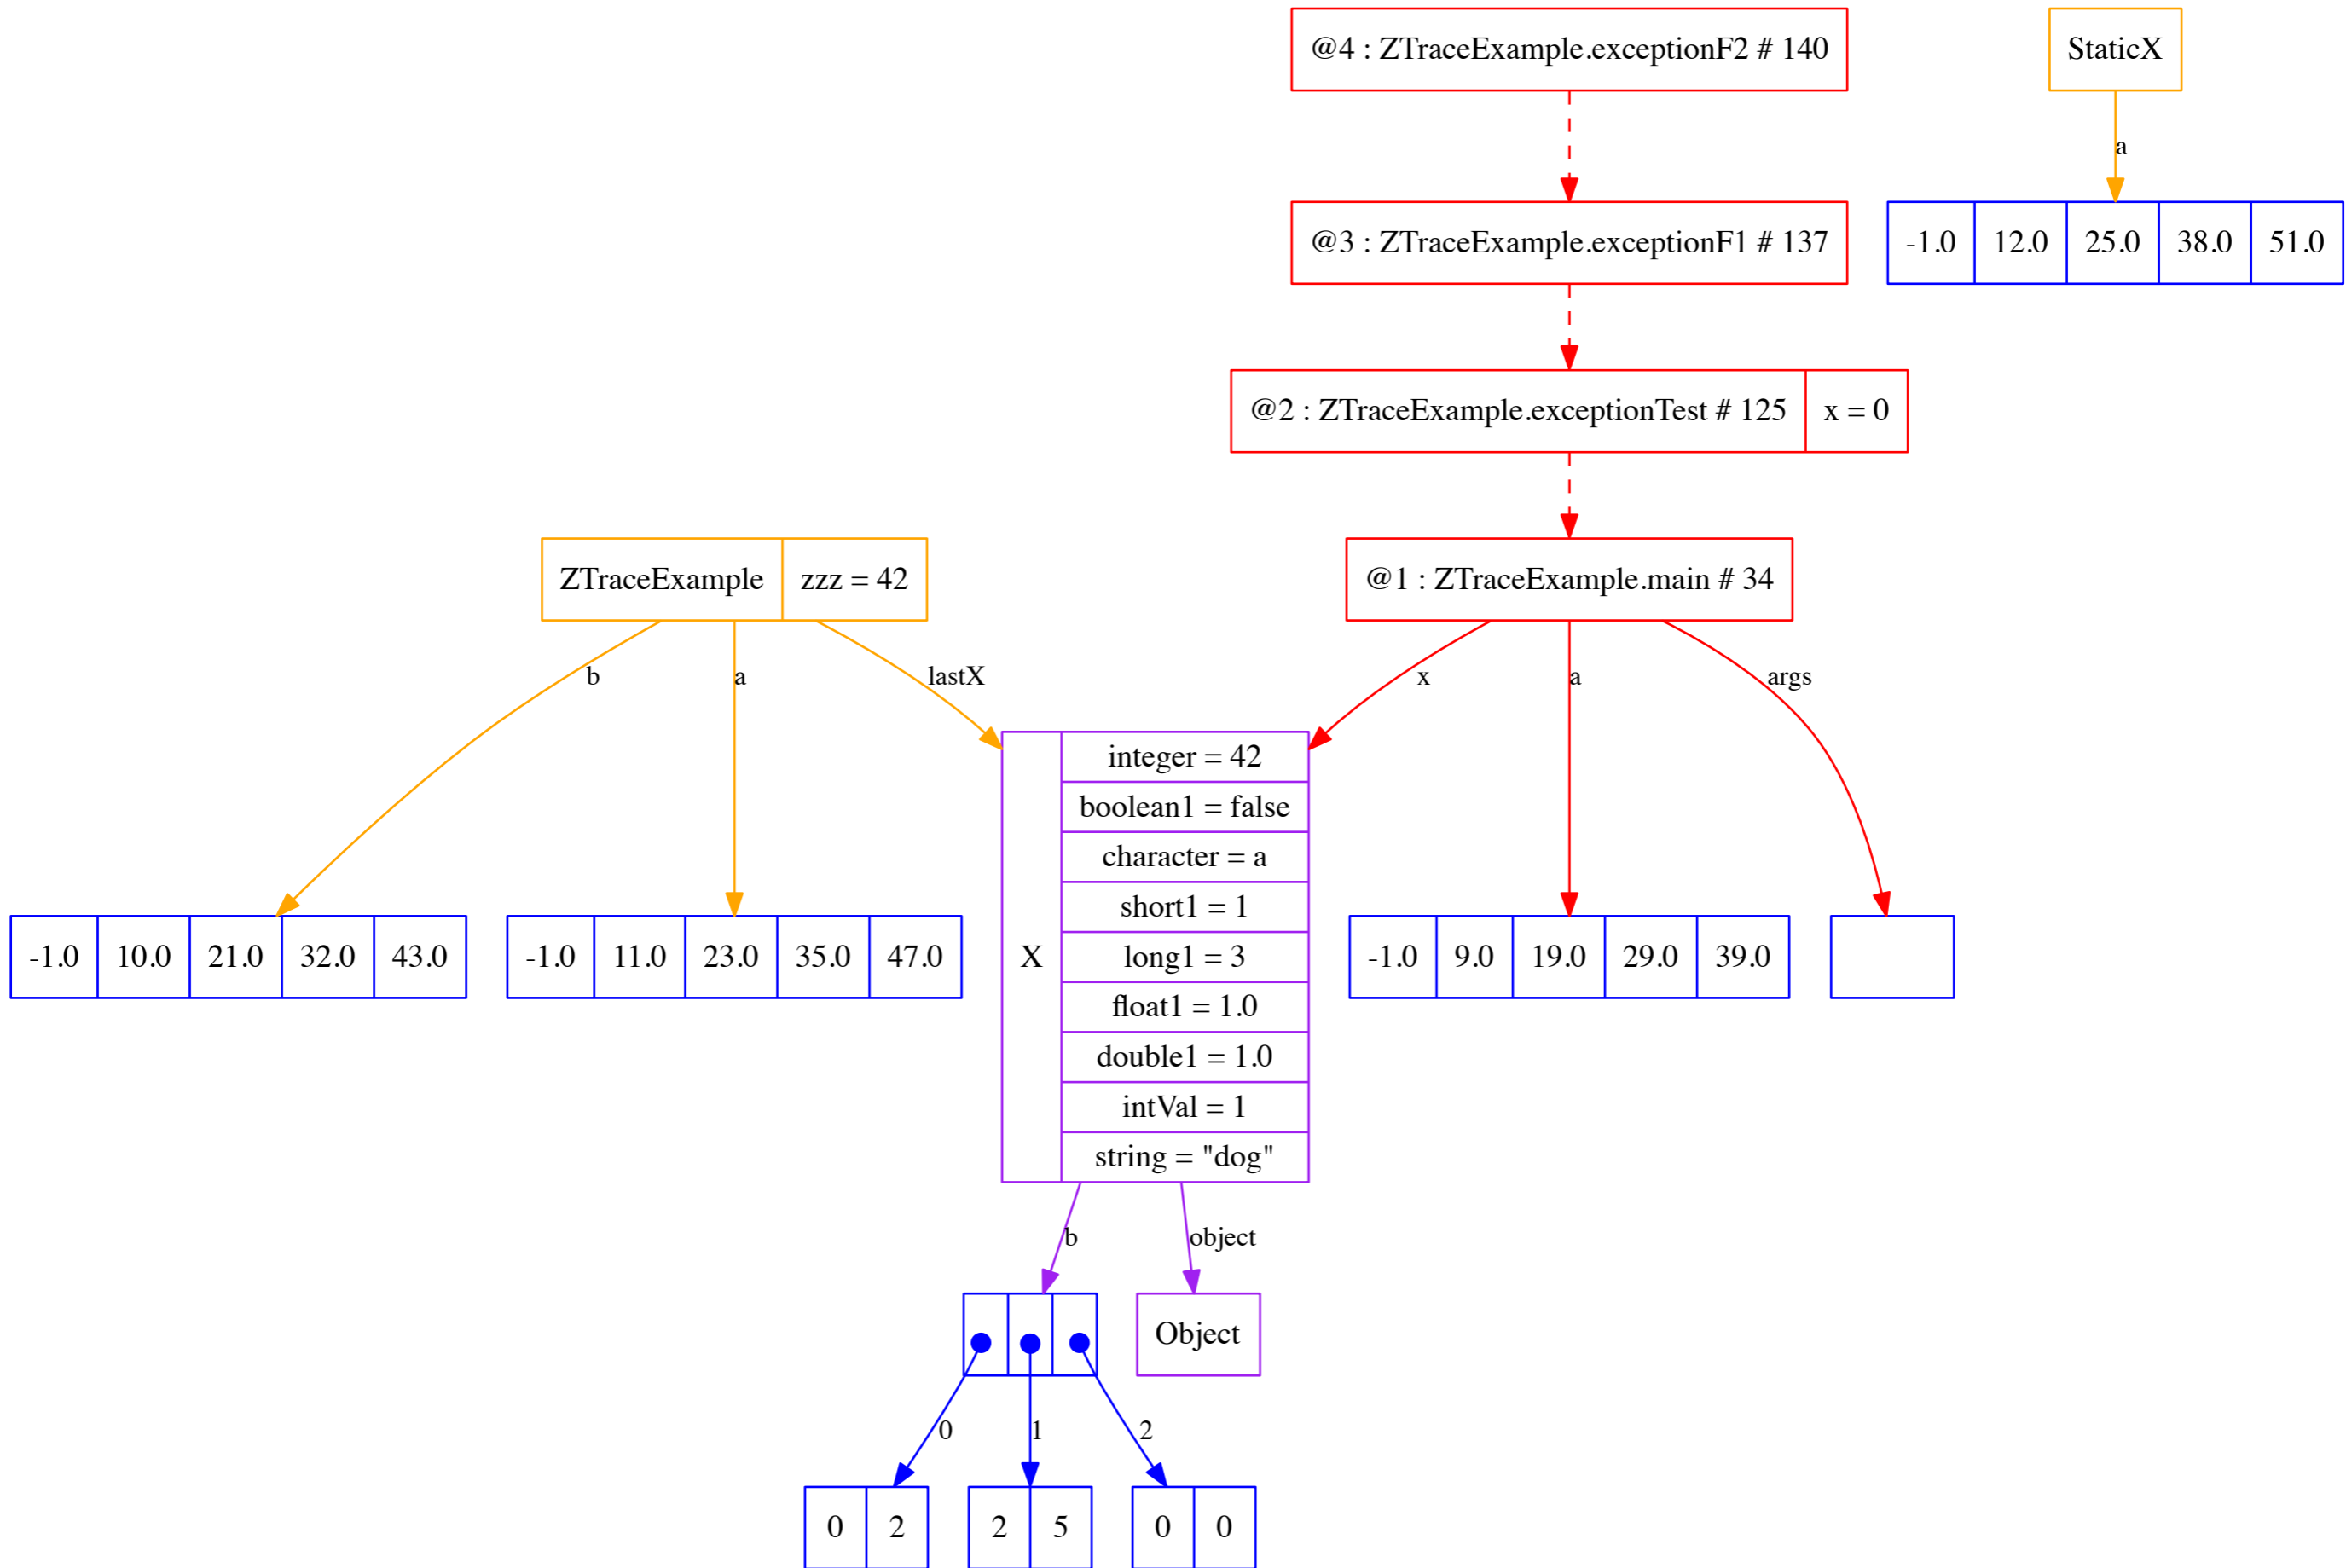 @4 : ZTraceExample.exceptionF2 # 140
StaticX
a
@3 : ZTraceExample.exceptionF1 # 137
-1.0 12.0 25.0 38.0 51.0
@2 : ZTraceExample.exceptionTest # 125 x = 0
ZTraceExample zzz = 42
@1 : ZTraceExample.main # 34
b
a
lastX
x
a
args
integer = 42
boolean1 = false
character = a
short1 = 1
X
long1 = 3
float1 = 1.0
double1 = 1.0
intVal = 1
string = "dog"
-1.0 10.0 21.0 32.0 43.0
-1.0 11.0 23.0 35.0 47.0
-1.0 9.0 19.0 29.0 39.0
b
object
Object
0
1
2
0 2
2 5
0 0